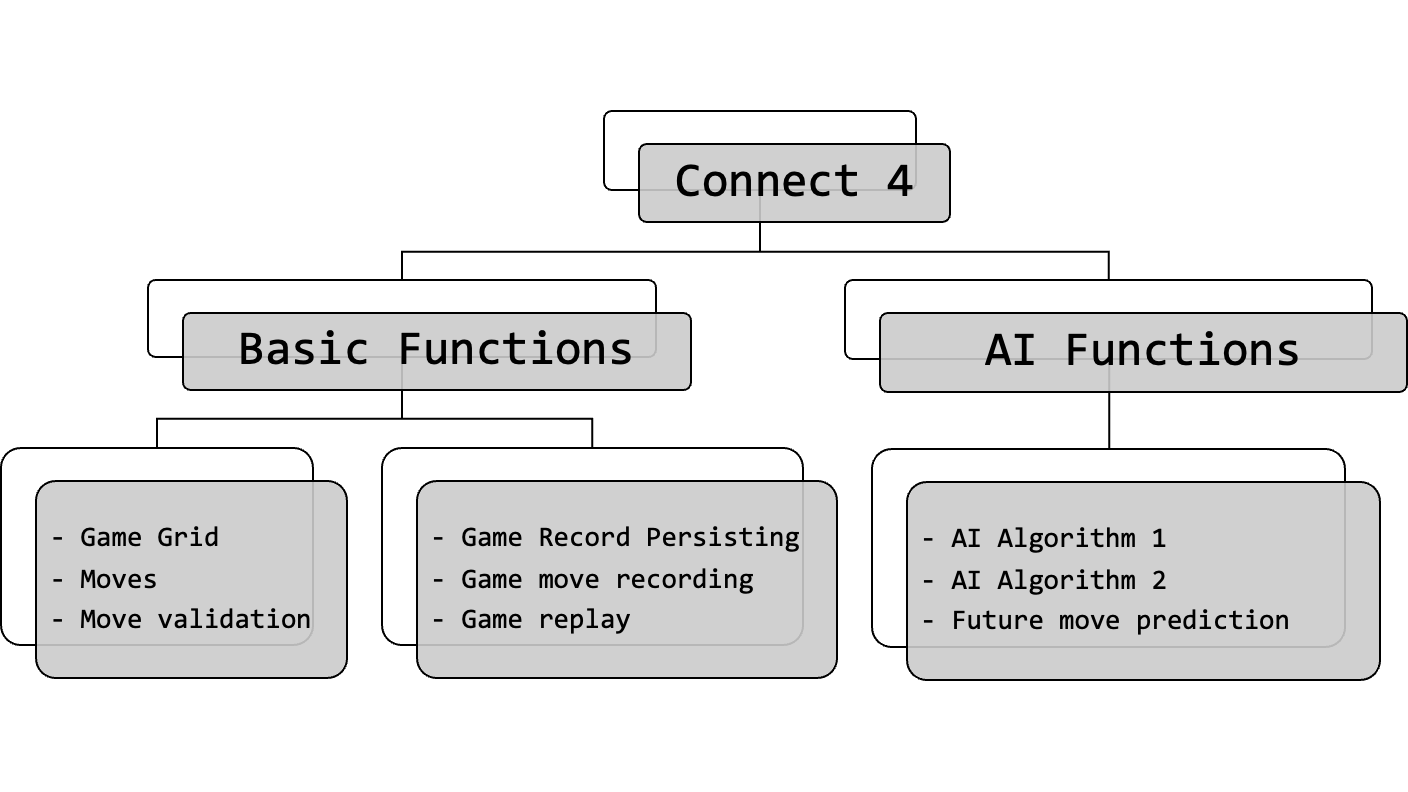 Connect 4
Basic Functions
AI Functions
- Game Grid
- Moves
- Move validation
- Game Record Persisting
- Game move recording
- Game replay
- AI Algorithm 1
- AI Algorithm 2
- Future move prediction